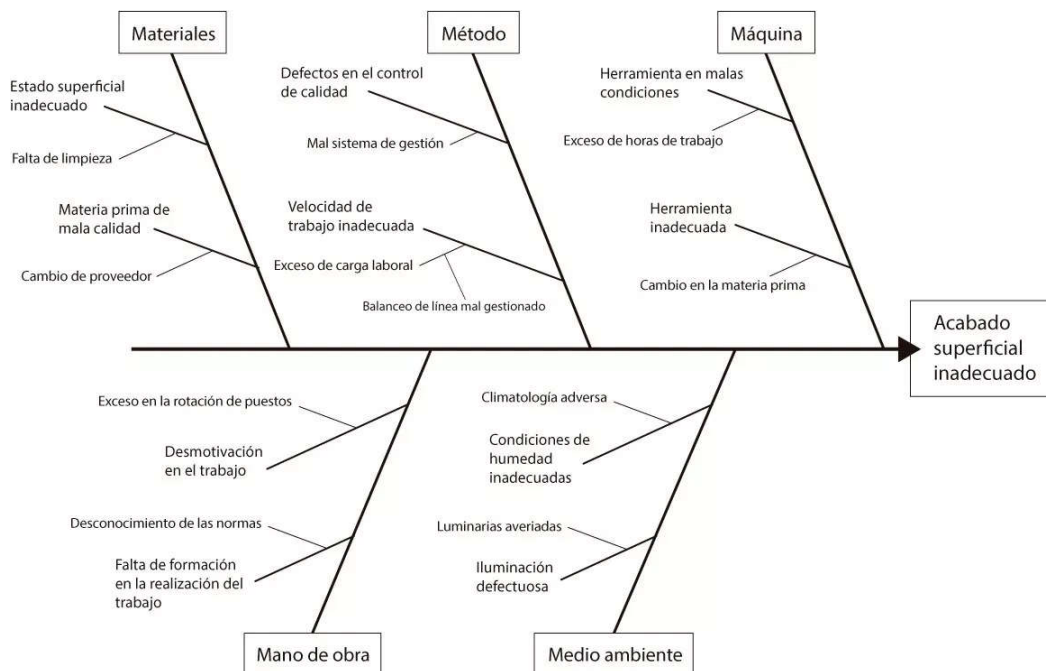 Materiales
Método
Máquina
Estado superficial
inadecuado
Falta de limpieza
Materia prima de
mala calidad
Cambio de proveedor
Defectos en el control
de calidad
Mal sistema de gestión
Velocidad de
trabajo inadecuada
Exceso de carga laboral
Balanceo de línea mal gestionado
Herramienta en malas
condiciones
Exceso de horas de trabajo
Herramienta
inadecuada
Cambio en la materia prima
Acabado
superficial
inadecuado
Exceso en la rotación de puestos
Desmotivación
en el trabajo
Desconocimiento de las normas
Falta de formación
en la realización del
trabajo
Climatología adversa
Condiciones de
humedad
inadecuadas
Luminarias averiadas
Iluminación
defectuosa
Mano de obra
Medio ambiente